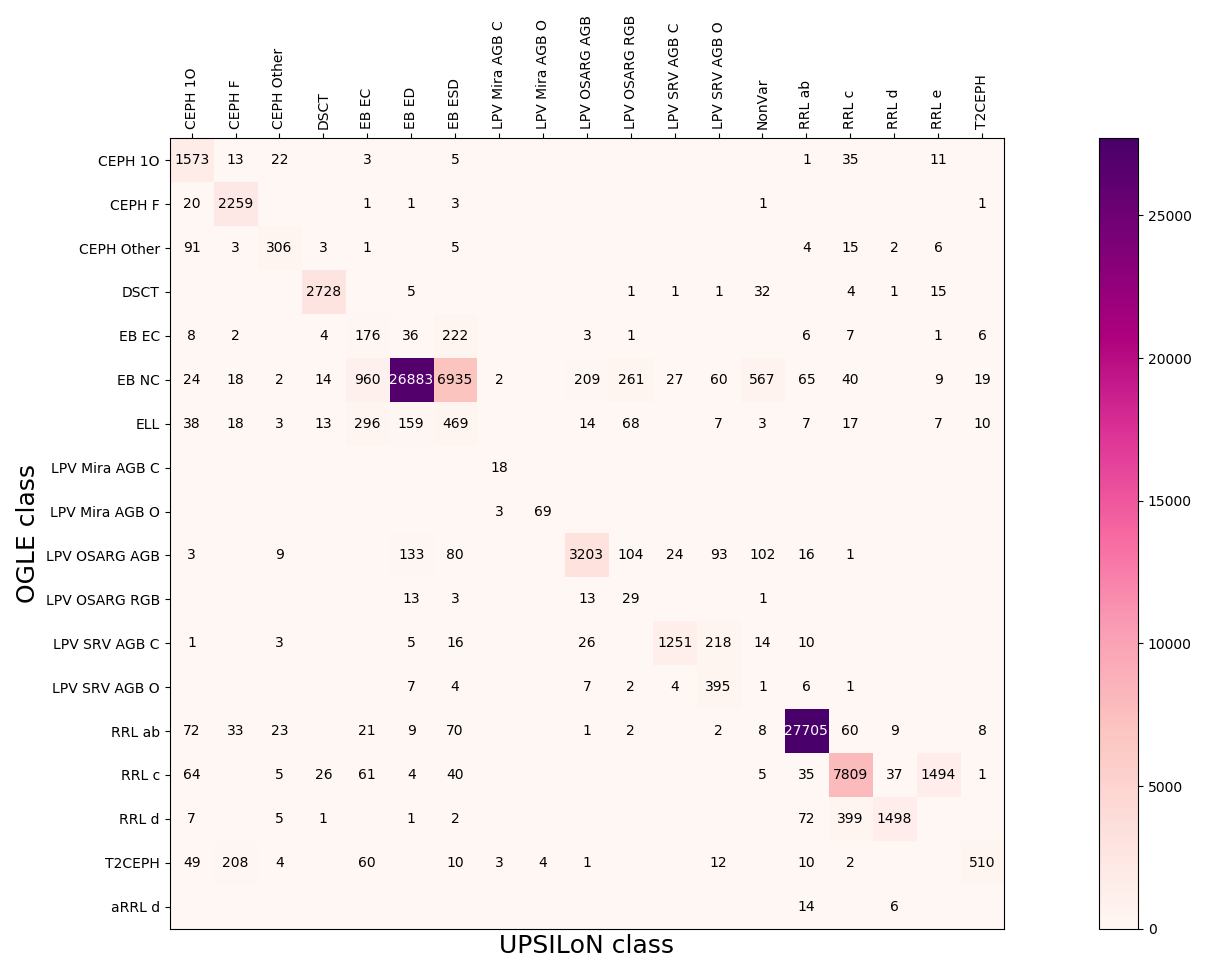 CEPH 1O CEPH F CEPH Other DSCT EB EC EB ED EB ESD LPV Mira AGB C LPV Mira AGB O LPV OSARG AGB LPV OSARG RGB LPV SRV AGB C LPV SRV AGB O NonVar RRL ab RRL c RRL d RRL e T2CEPH
CEPH 1O 1573 13 22 3 5 1 35 11
CEPH F 20 2259 1 1 3 1 1
CEPH Other 91 3 306 3 1 5 4 15 2 6
DSCT 2728 5 1 1 1 32 4 1 15
EB EC 8 2 4 176 36 222 3 1 6 7 1 6
EB NC 24 18 2 14 960 26883 6935 2 209 261 27 60 567 65 40 9 19
ELL 38 18 3 13 296 159 469 14 68 7 3 7 17 7 10
LPV Mira AGB C 18
LPV Mira AGB O 3 69
LPV OSARG AGB 3 9 133 80 3203 104 24 93 102 16 1
LPV OSARG RGB 13 3 13 29 1
LPV SRV AGB C 1 3 5 16 26 1251 218 14 10
LPV SRV AGB O 7 4 7 2 4 395 1 6 1
RRL ab 72 33 23 21 9 70 1 2 2 8 27705 60 9 8
RRL c 64 5 26 61 4 40 5 35 7809 37 1494 1
RRL d 7 5 1 1 2 72 399 1498
T2CEPH 49 208 4 60 10 3 4 1 12 10 2 510
aRRL d 14 6
OGLE class
UPSILoN class
25000
20000
15000
10000
5000
0